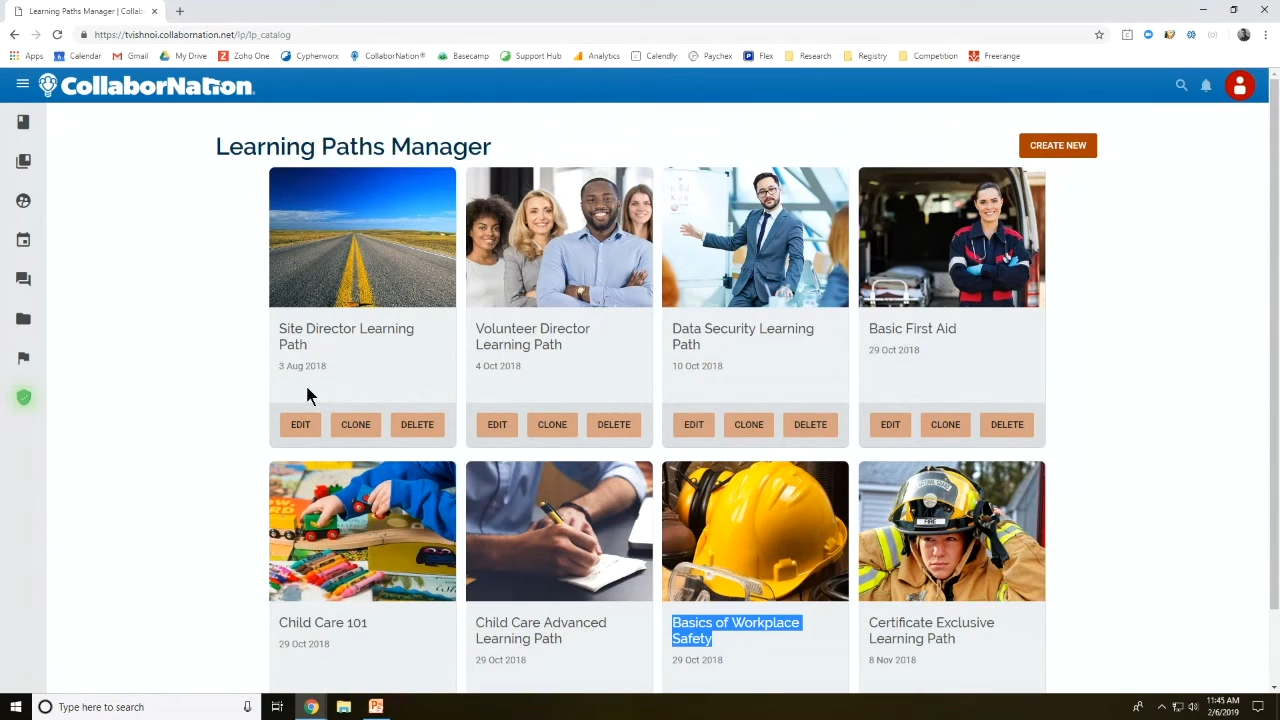 Learning Paths Manager | Collab
https://tvishnoi.collabornation.net/lp/lp_catalog
Apps Calendar Gmail My Drive Zoho One Cypherworx CollaborNation® Basecamp Support Hub Analytics Calendly Paychex Flex Research Registry Competition Freerange
CollaborNation
Learning Paths Manager
CREATE NEW
Site Director Learning Path
3 Aug 2018
EDIT CLONE DELETE
Volunteer Director Learning Path
4 Oct 2018
EDIT CLONE DELETE
Data Security Learning Path
10 Oct 2018
EDIT CLONE DELETE
Basic First Aid
29 Oct 2018
EDIT CLONE DELETE
Child Care 101
29 Oct 2018
Child Care Advanced
Learning Path
29 Oct 2018
Basics of Workplace
Safety
29 Oct 2018
FIRE
Certificate Exclusive
Learning Path
8 Nov 2018
Type here to search
11:45 AM
2/6/2019